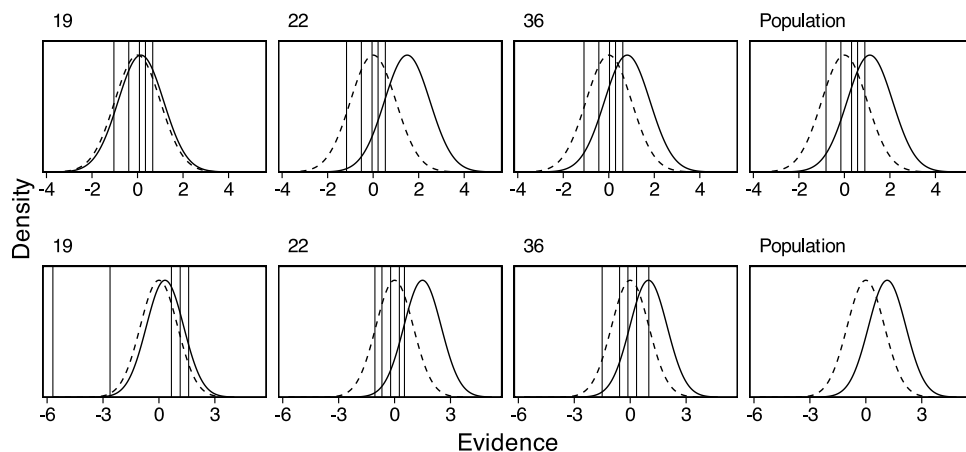 19 22 36 Population
-4 -2 0 2 4 -4 -2 0 2 4 -4 -2 0 2 4 -4 -2 0 2 4
Density
19 22 36 Population
-6 -3 0 3 -6 -3 0 3 -6 -3 0 3 -6 -3 0 3
Evidence